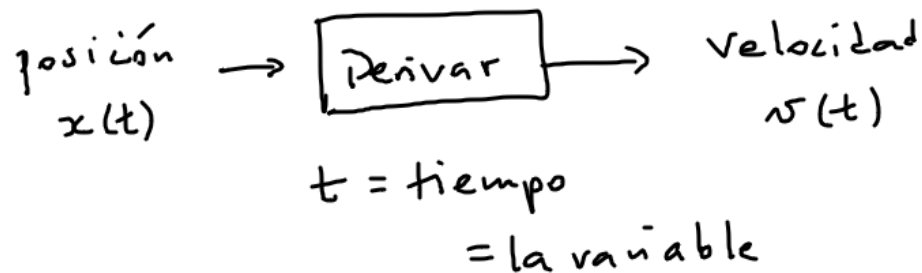 posición → Derivar → velocidad
x(t) v(t)
t = tiempo
= la variable